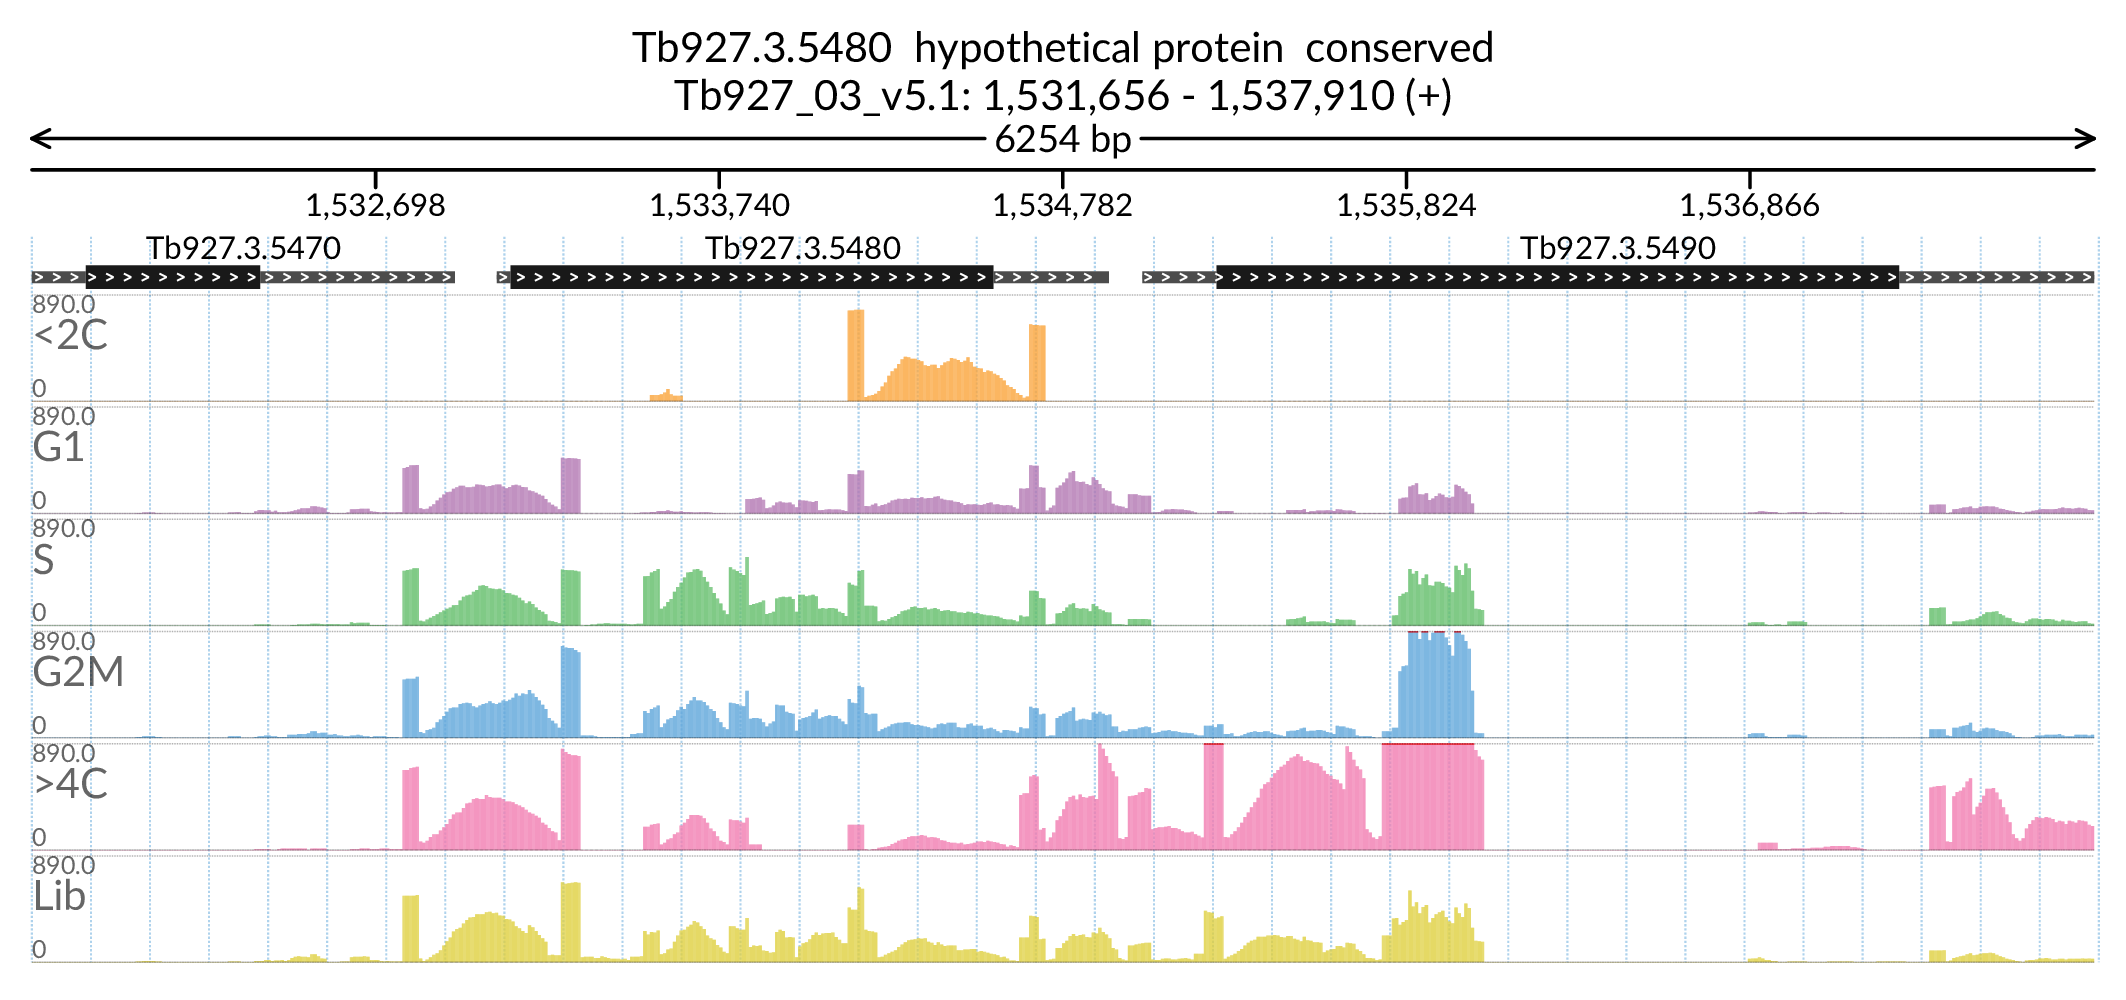 Tb927.3.5480  hypothetical protein  conserved
Tb927_03_v5.1: 1,531,656 - 1,537,910 (+)
6254 bp
1,532,698 1,533,740 1,534,782 1,535,824 1,536,866
Tb927.3.5470 Tb927.3.5480 Tb927.3.5490
890.0
<2C
0
890.0
G1
0
890.0
S
0
890.0
G2M
0
890.0
>4C
0
890.0
Lib
0